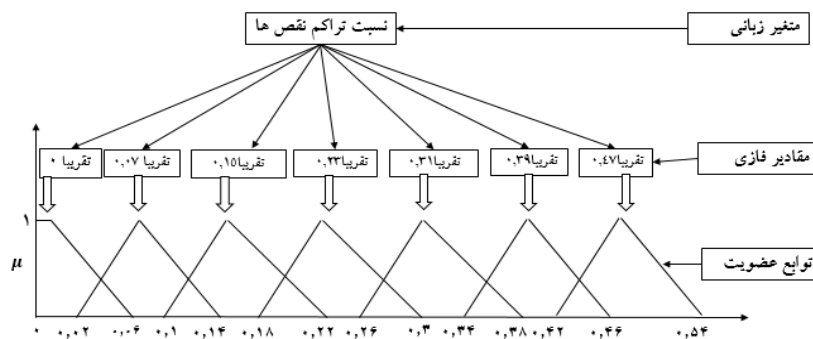 نسبت تراکم نقص ها
متغیر زبانی
تقریبا ۰
تقریبا ۰,۰۷
تقریبا۰,۱۵
تقریبا۰,۲۳
تقریبا۰,۳۱
تقریبا۰,۳۹
تقریبا۰,۴۷
مقادیر فازی
۱
μ
توابع عضویت
۰ ۰,۰۲ ۰,۰۶ ۰,۱ ۰,۱۴ ۰,۱۸ ۰,۲۲ ۰,۲۶ ۰,۳ ۰,۳۴ ۰,۳۸ ۰,۴۲ ۰,۴۶ ۰,۵۴